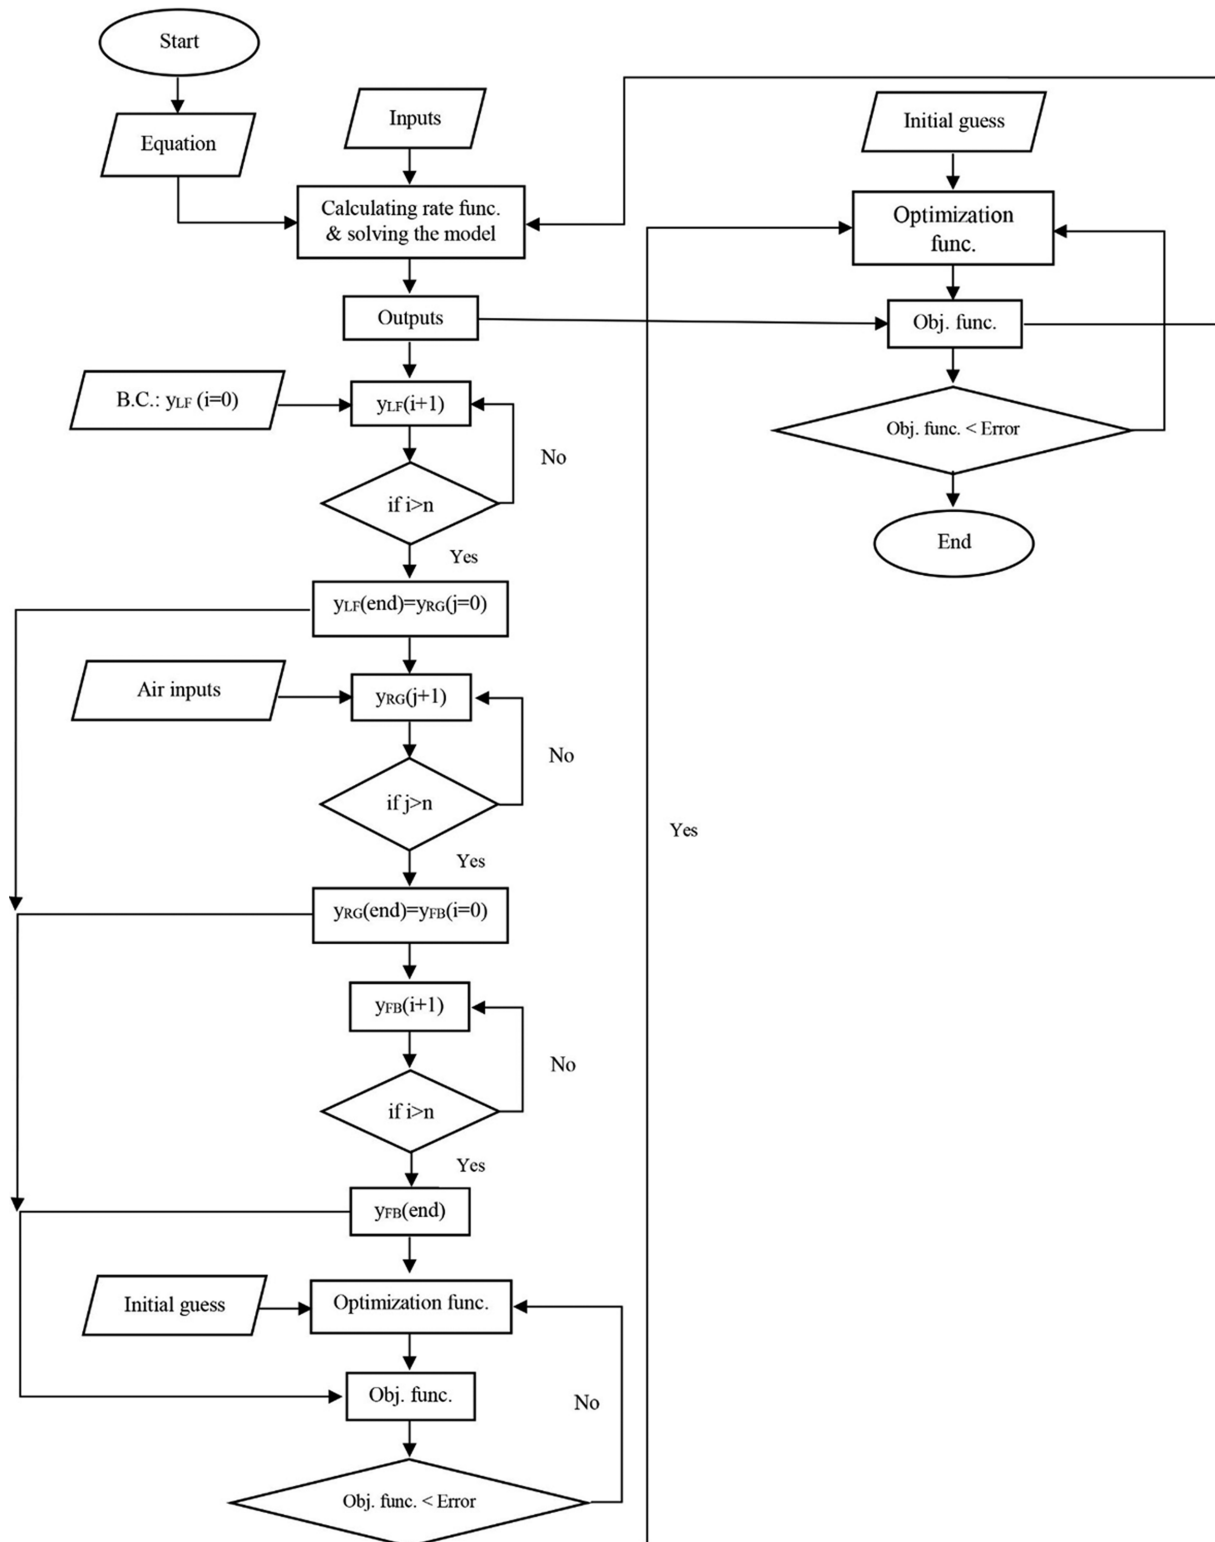 Start
Equation
Inputs
Calculating rate func.
& solving the model
Outputs
B.C.: yLF (i=0)
yLF(i+1)
No
if i>n
Yes
yLF(end)=yRG(j=0)
Air inputs
yRG(j+1)
No
if j>n
Yes
yRG(end)=yFB(i=0)
yFB(i+1)
No
if i>n
Yes
yFB(end)
Initial guess
Optimization func.
Obj. func.
No
Obj. func. < Error
Yes
Initial guess
Optimization
func.
Obj. func.
Obj. func. < Error
End